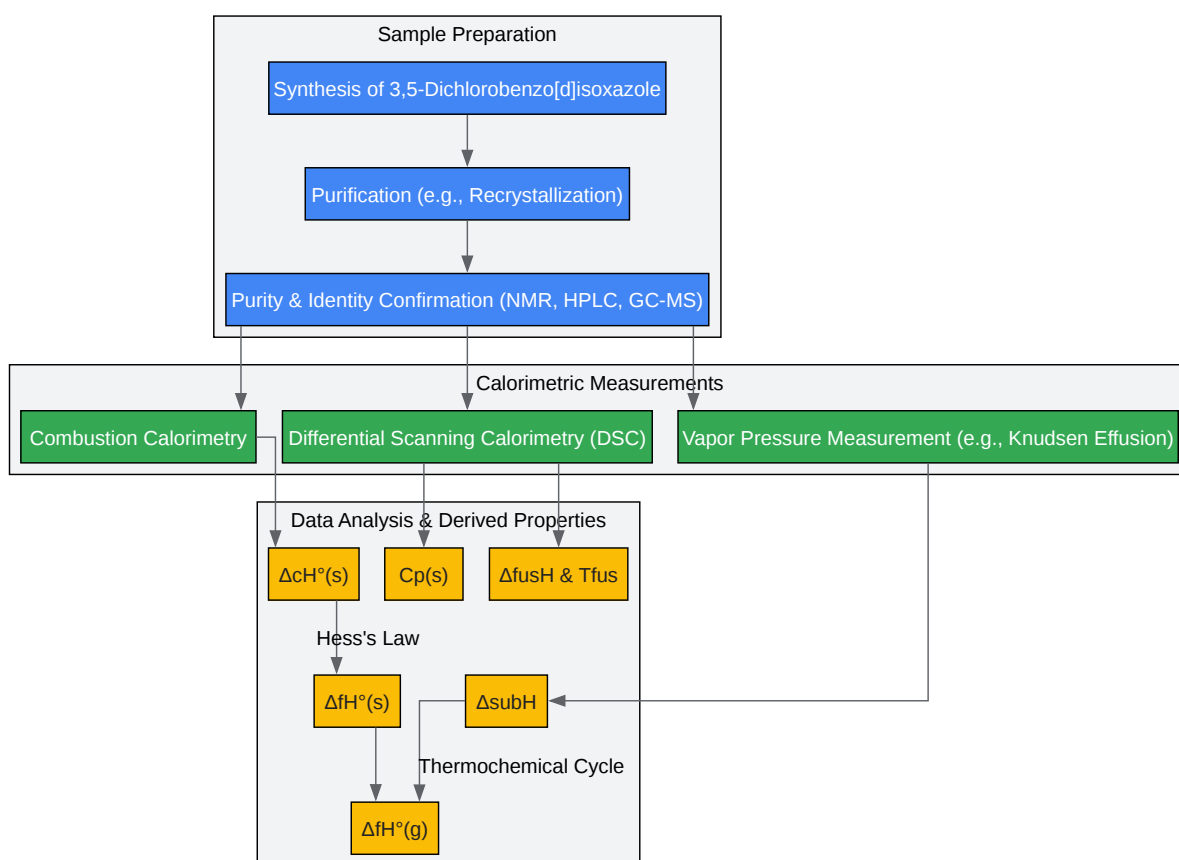 Sample Preparation
Synthesis of 3,5-Dichlorobenzo[d]isoxazole
Purification (e.g., Recrystallization)
Purity & Identity Confirmation (NMR, HPLC, GC-MS)
Calorimetric Measurements
Combustion Calorimetry
Differential Scanning Calorimetry (DSC)
Vapor Pressure Measurement (e.g., Knudsen Effusion)
Data Analysis & Derived Properties
ΔcH°(s)
Cp(s)
ΔfusH & Tfus
Hess's Law
ΔfH°(s)
ΔsubH
Thermochemical Cycle
ΔfH°(g)